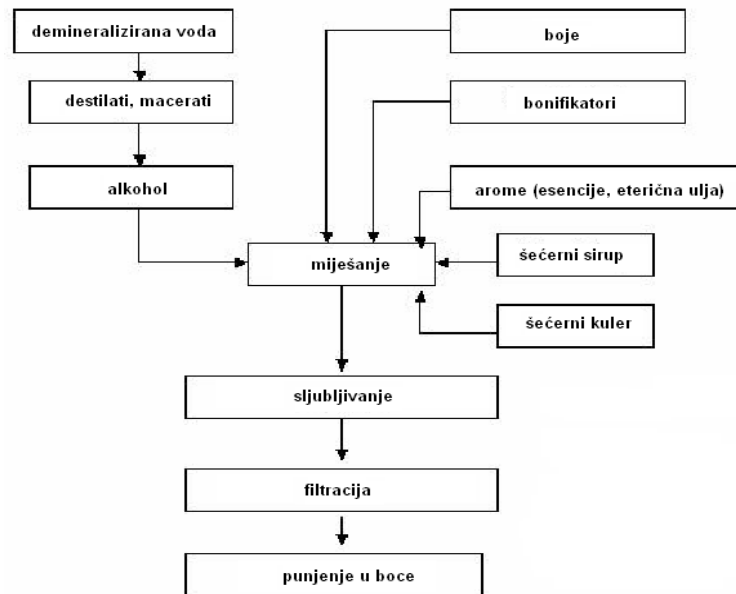 demineralizirana voda
boje
destilati, macerati
bonifikatori
alkohol
arome (esencije, eterična ulja)
miješanje
šećerni sirup
šećerni kuler
sljubljivanje
filtracija
punjenje u boce